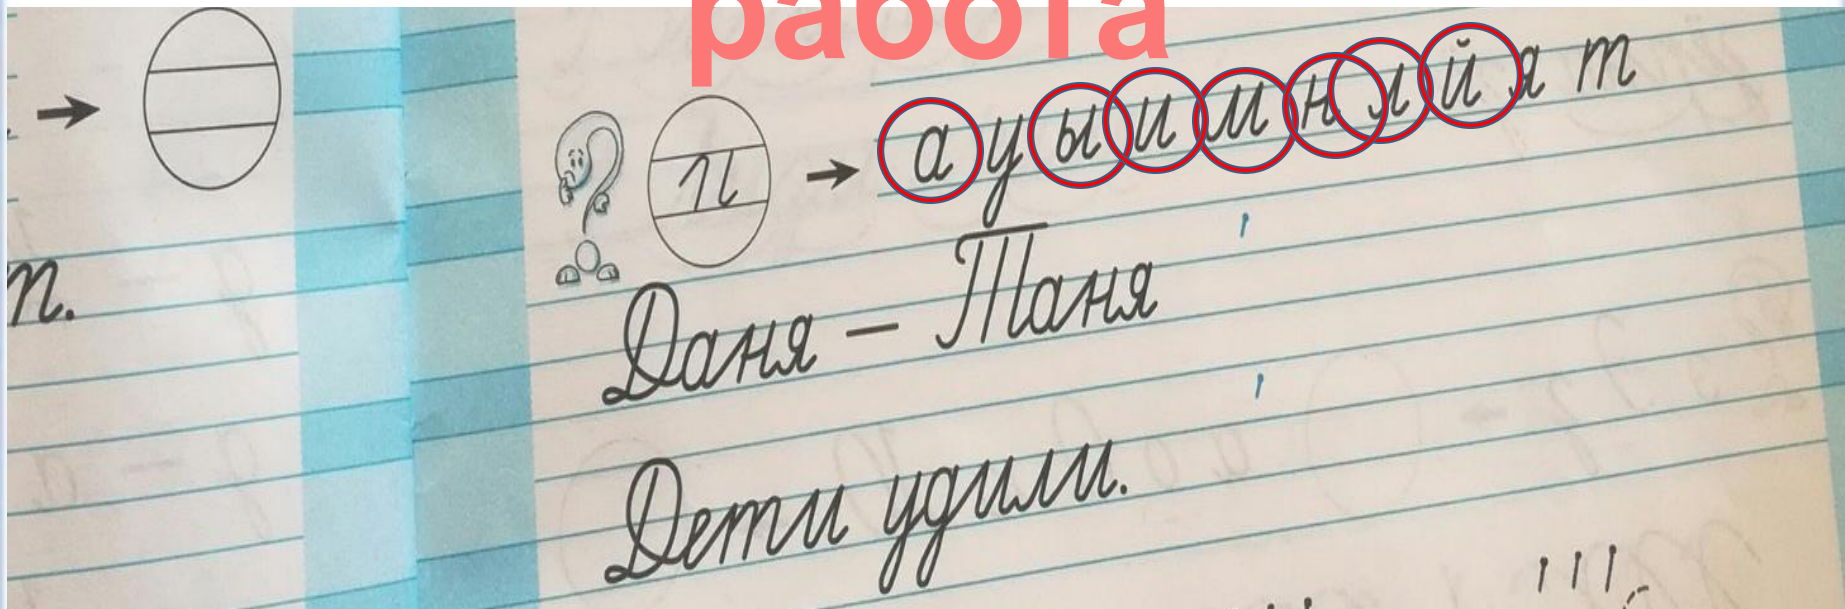 работа
а у ы и м н л й я т
Даня – Таня
Дети удили.